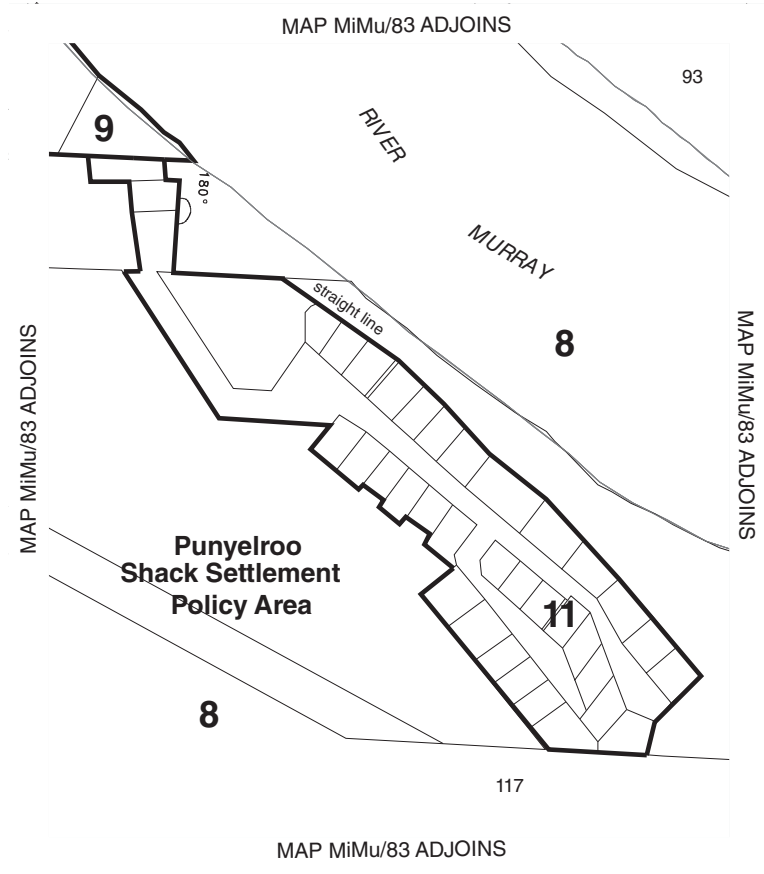 MAP MiMu/83 ADJOINS
93
RIVER
9
180°
MURRAY
straight line
8
MAP MiMu/83 ADJOINS
MAP MiMu/83 ADJOINS
Punyelroo
Shack Settlement
Policy Area
11
8
117
MAP MiMu/83 ADJOINS